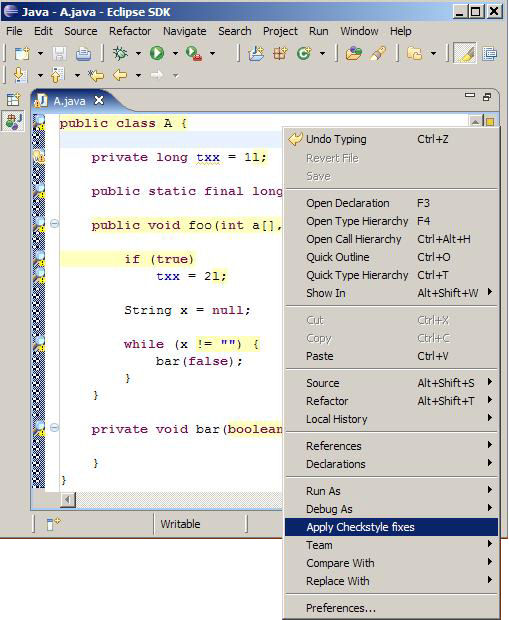 Java - A.java - Eclipse SDK
File Edit Source Refactor Navigate Search Project Run Window Help
A.java
public class A {
private long txx = 1l;
public static final long
public void foo(int a[],
if (true)
txx = 2l;
String x = null;
while (x != "") {
bar(false);
}
}
private void bar(boolean
}
}
Writable
Undo Typing Ctrl+Z
Revert File
Save
Open Declaration F3
Open Type Hierarchy F4
Open Call Hierarchy Ctrl+Alt+H
Quick Outline Ctrl+O
Quick Type Hierarchy Ctrl+T
Show In Alt+Shift+W
Cut Ctrl+X
Copy Ctrl+C
Paste Ctrl+V
Source Alt+Shift+S
Refactor Alt+Shift+T
Local History
References
Declarations
Run As
Debug As
Apply Checkstyle fixes
Team
Compare With
Replace With
Preferences...